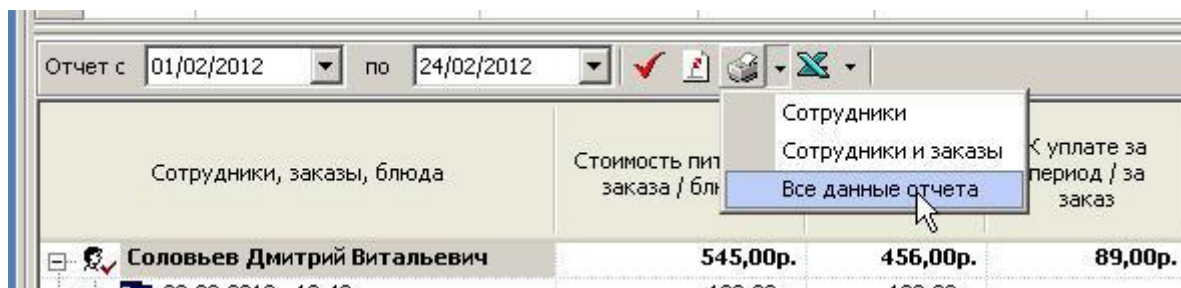 Отчет с 01/02/2012 по 24/02/2012
Сотрудники
Сотрудники и заказы
Все данные отчета
Сотрудники, заказы, блюда
Стоимость пит
заказа / блю
К уплате за
период / за
заказ
Соловьев Дмитрий Витальевич 545,00р. 456,00р. 89,00р.